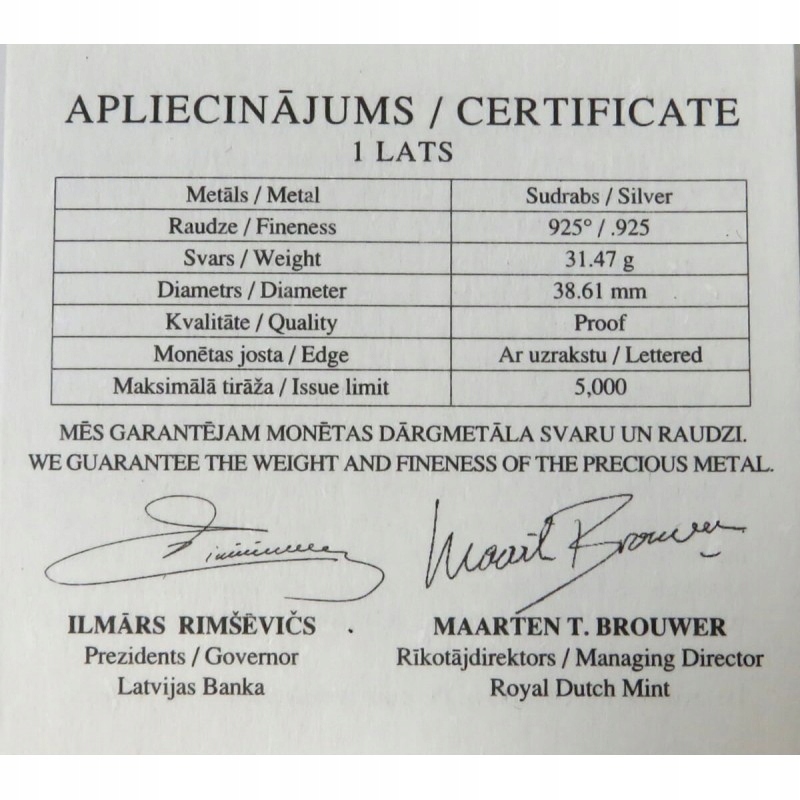 APLIECINĀJUMS / CERTIFICATE
1 LATS
Metāls / Metal Sudrabs / Silver
Raudze / Fineness 925° / .925
Svars / Weight 31.47 g
Diametrs / Diameter 38.61 mm
Kvalitāte / Quality Proof
Monētas josta / Edge Ar uzrakstu / Lettered
Maksimālā tirāža / Issue limit 5,000
MĒS GARANTĒJAM MONĒTAS DĀRGMETĀLA SVARU UN RAUDZI.
WE GUARANTEE THE WEIGHT AND FINENESS OF THE PRECIOUS METAL.
Maarten Brouwer
ILMĀRS RIMŠĒVIČS MAARTEN T. BROUWER
Prezidents / Governor Rīkotājdirektors / Managing Director
Latvijas Banka Royal Dutch Mint